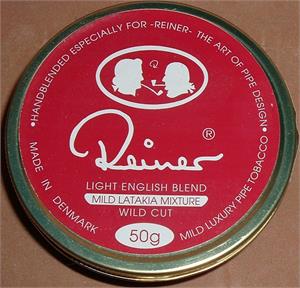 •HANDBLENDED ESPECIALLY FOR -REINER- THE ART OF PIPE DESIGN•
Reiner®
LIGHT ENGLISH BLEND
MILD LATAKIA MIXTURE
WILD CUT
50g
MADE IN DENMARK
MILD LUXURY PIPE TOBACCO